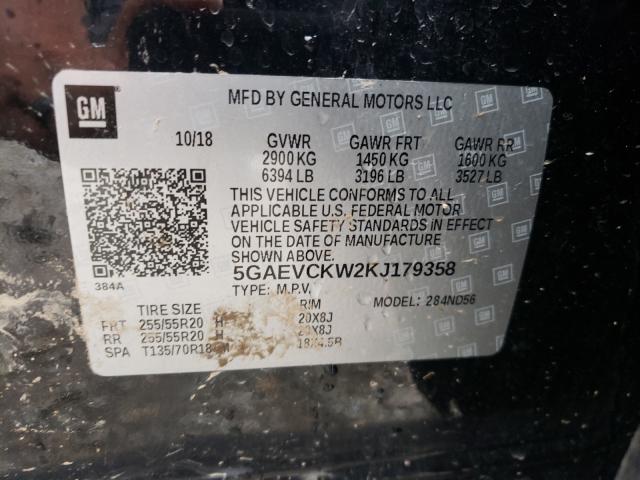 GM
MFD BY GENERAL MOTORS LLC
10/18 GVWR GAWR FRT GAWR RR
2900 KG 1450 KG 1600 KG
6394 LB 3196 LB 3527 LB
THIS VEHICLE CONFORMS TO ALL
APPLICABLE U.S. FEDERAL MOTOR
VEHICLE SAFETY STANDARDS IN EFFECT
ON THE DATE OF MANUFACTURE
SHOWN ABOVE.
384A 5GAEVCKW2KJ179358
TYPE: M.P.V. MODEL: 284ND56
TIRE SIZE RIM
FRT 255/55R20 H 20X8J
RR 255/55R20 H 20X8J
SPA T135/70R18 18X4.5B